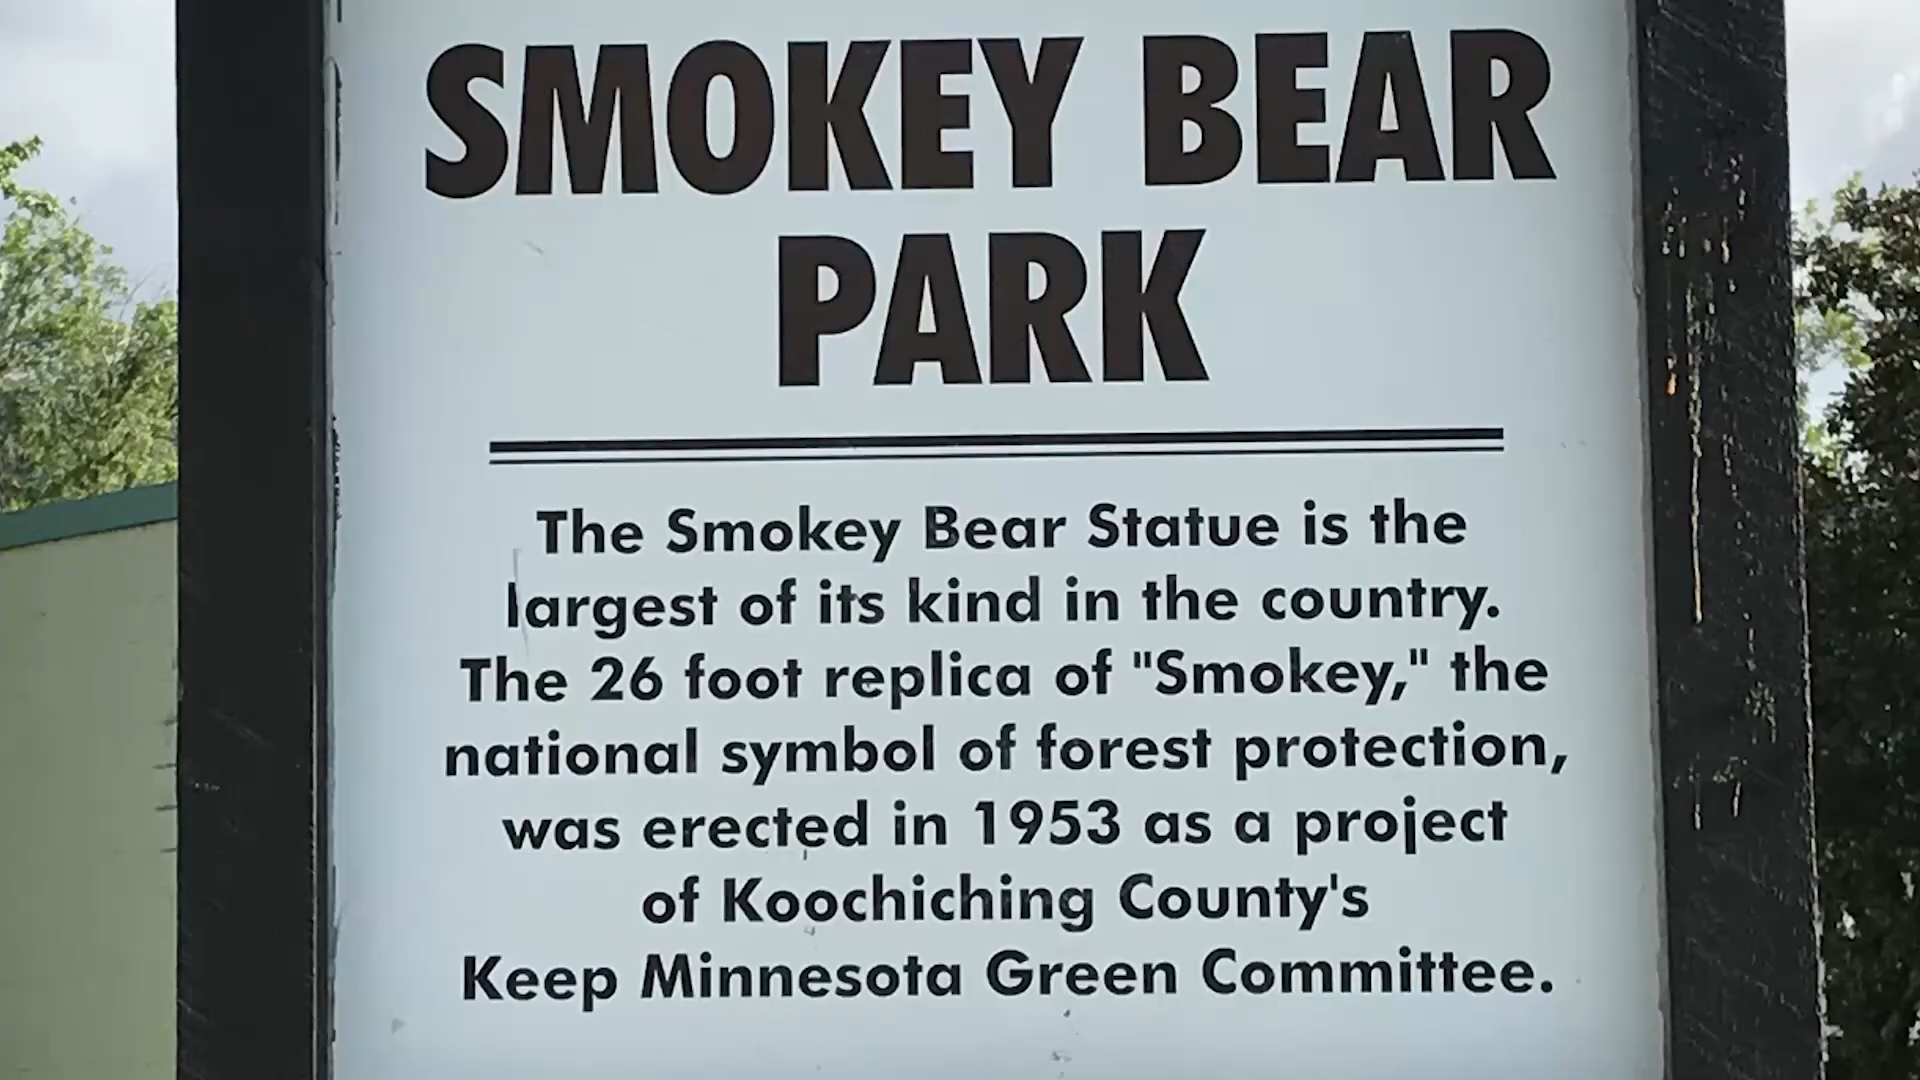 SMOKEY BEAR
PARK
The Smokey Bear Statue is the
largest of its kind in the country.
The 26 foot replica of "Smokey," the
national symbol of forest protection,
was erected in 1953 as a project
of Koochiching County's
Keep Minnesota Green Committee.